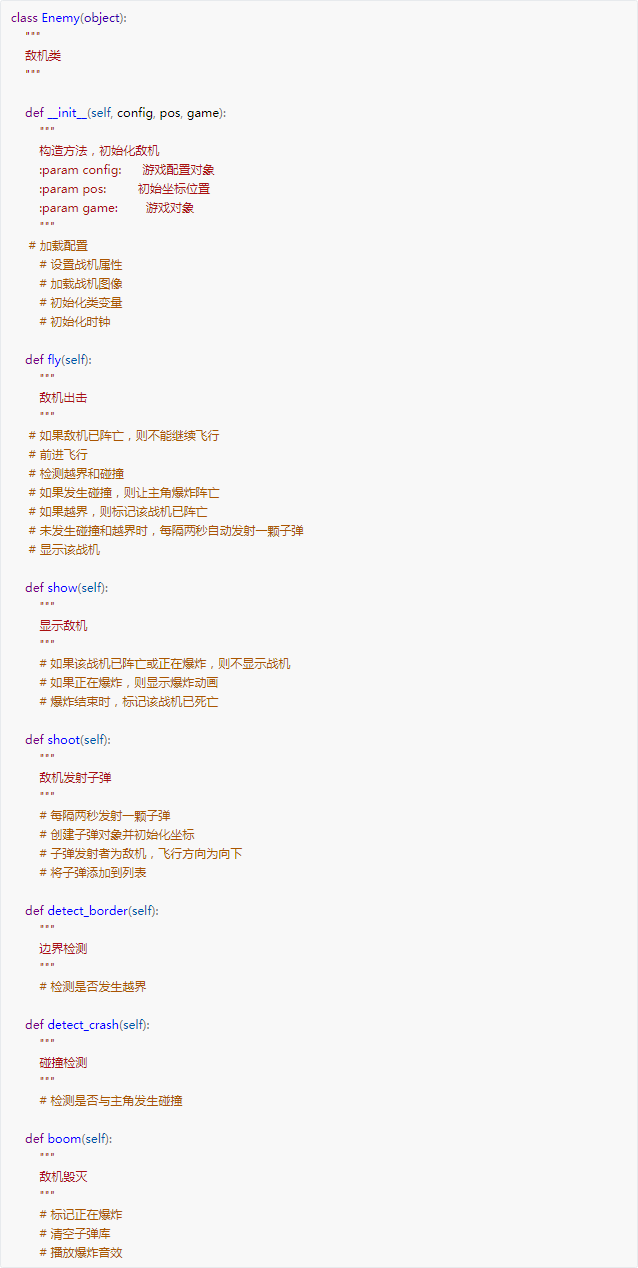 class Enemy(object):
"""
敌机类
"""
def __init__(self, config, pos, game):
"""
构造方法，初始化敌机
:param config: 游戏配置对象
:param pos: 初始坐标位置
:param game: 游戏对象
"""
# 加载配置
# 设置战机属性
# 加载战机图像
# 初始化类变量
# 初始化时钟
def fly(self):
"""
敌机出击
"""
# 如果敌机已阵亡，则不能继续飞行
# 前进飞行
# 检测越界和碰撞
# 如果发生碰撞，则让主角爆炸阵亡
# 如果越界，则标记该战机已阵亡
# 未发生碰撞和越界时，每隔两秒自动发射一颗子弹
# 显示该战机
def show(self):
"""
显示敌机
"""
# 如果该战机已阵亡或正在爆炸，则不显示战机
# 如果正在爆炸，则显示爆炸动画
# 爆炸结束时，标记该战机已死亡
def shoot(self):
"""
敌机发射子弹
"""
# 每隔两秒发射一颗子弹
# 创建子弹对象并初始化坐标
# 子弹发射者为敌机，飞行方向为向下
# 将子弹添加到列表
def detect_border(self):
"""
边界检测
"""
# 检测是否发生越界
def detect_crash(self):
"""
碰撞检测
"""
# 检测是否与主角发生碰撞
def boom(self):
"""
敌机毁灭
"""
# 标记正在爆炸
# 清空子弹库
# 播放爆炸音效